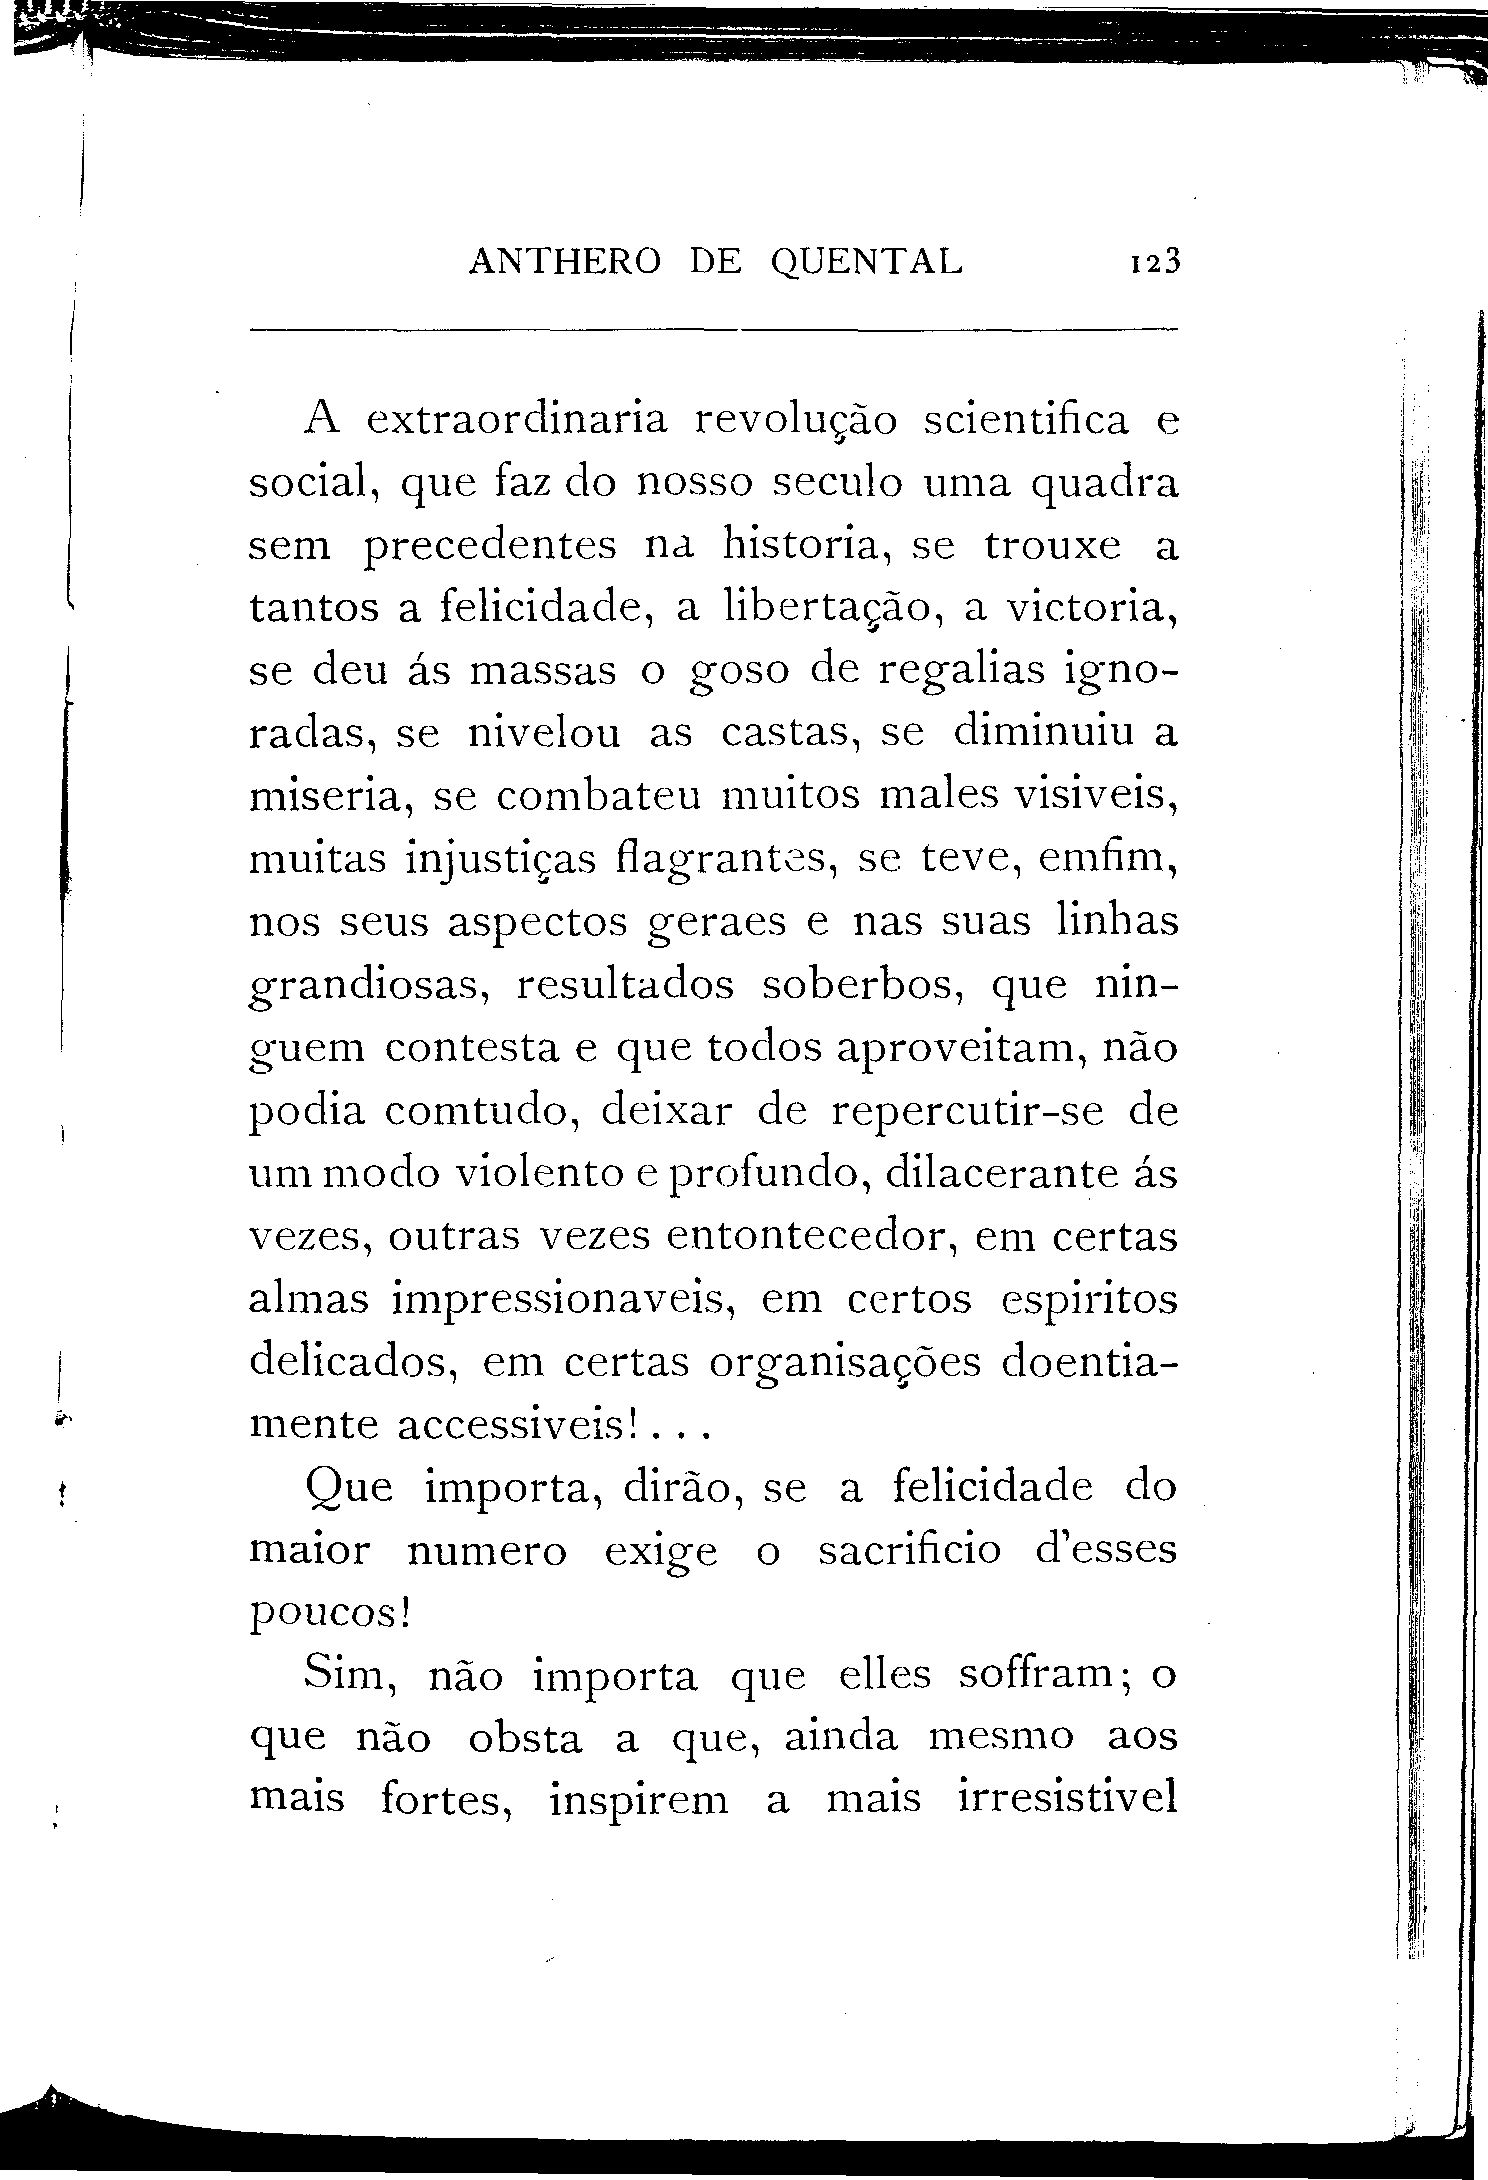 ANTHERO DE QUENTAL 123
A extraordinaria revolução scientifica e
social, que faz do nosso seculo uma quadra
sem precedentes na historia, se trouxe a
tantos a felicidade, a libertação, a victoria,
se deu ás massas o goso de regalias igno-
radas, se nivelou as castas, se diminuiu a
miseria, se combateu muitos males visiveis,
muitas injustiças flagrantes, se teve, emfim,
nos seus aspectos geraes e nas suas linhas
grandiosas, resultados soberbos, que nin-
guem contesta e que todos aproveitam, não
podia comtudo, deixar de repercutir-se de
um modo violento e profundo, dilacerante ás
vezes, outras vezes entontecedor, em certas
almas impressionaveis, em certos espiritos
delicados, em certas organisações doentia-
mente accessiveis!...
Que importa, dirão, se a felicidade do
maior numero exige o sacrificio d'esses
poucos!
Sim, não importa que elles soffram; o
que não obsta a que, ainda mesmo aos
mais fortes, inspirem a mais irresistivel